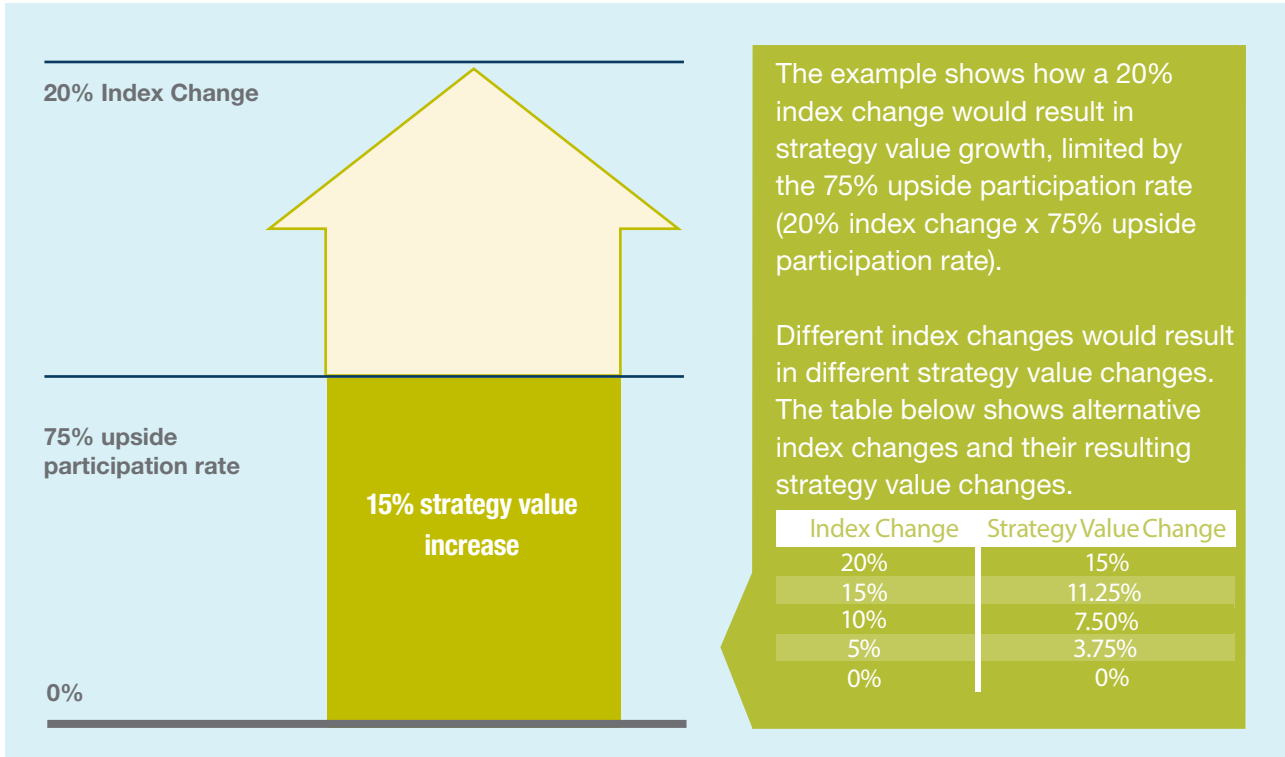 20% Index Change
75% upside
participation rate
15% strategy value
increase
0%
The example shows how a 20%
index change would result in
strategy value growth, limited by
the 75% upside participation rate
(20% index change x 75% upside
participation rate).
Different index changes would result
in different strategy value changes.
The table below shows alternative
index changes and their resulting
strategy value changes.
Index Change Strategy Value Change
20% 15%
15% 11.25%
10% 7.50%
5% 3.75%
0% 0%